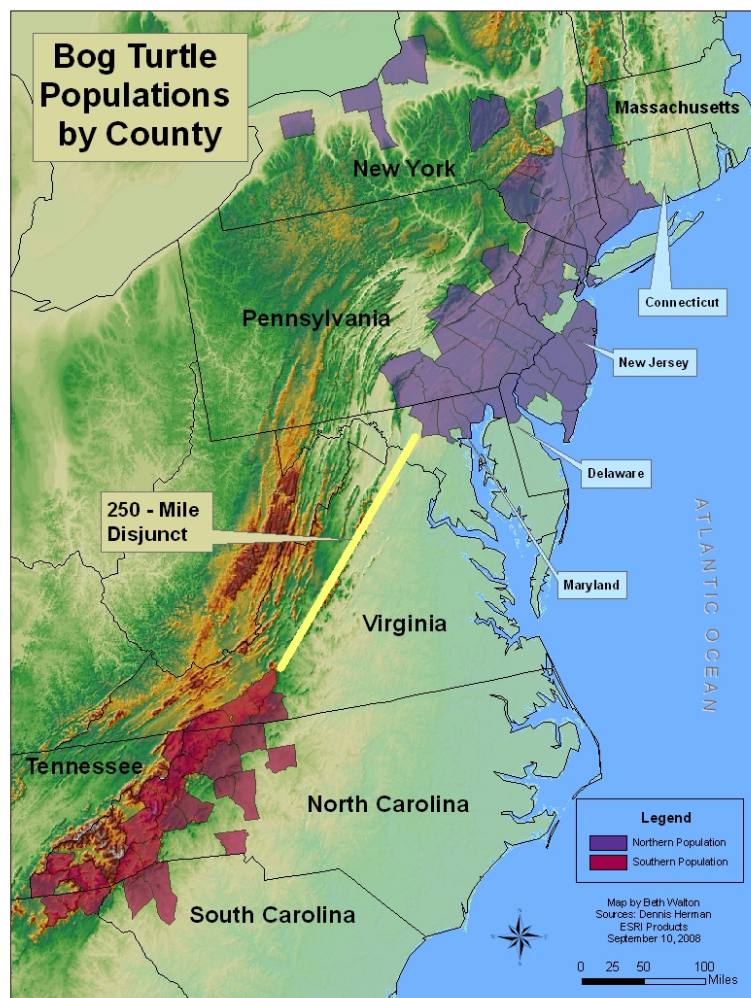 Bog Turtle
Populations
by County
Massachusetts
New York
Connecticut
Pennsylvania
New Jersey
Delaware
250 - Mile
Disjunct
ATLANTIC OCEAN
Maryland
Virginia
Tennessee
North Carolina
Legend
Northern Population
Southern Population
South Carolina
Map by Beth Walton
Sources: Dennis Herman
ESRI Products
September 10, 2008
0 25 50 100
Miles